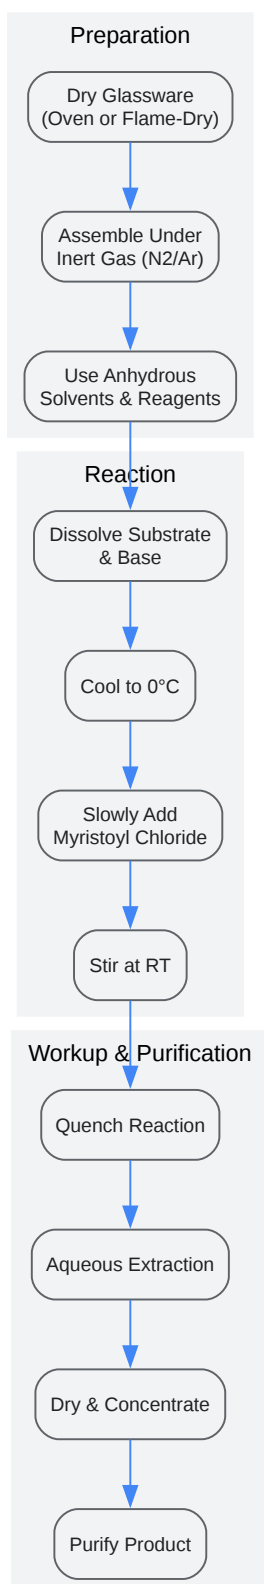 Preparation
Dry Glassware
(Oven or Flame-Dry)
Assemble Under
Inert Gas (N2/Ar)
Use Anhydrous
Solvents & Reagents
Reaction
Dissolve Substrate
& Base
Cool to 0°C
Slowly Add
Myristoyl Chloride
Stir at RT
Workup & Purification
Quench Reaction
Aqueous Extraction
Dry & Concentrate
Purify Product